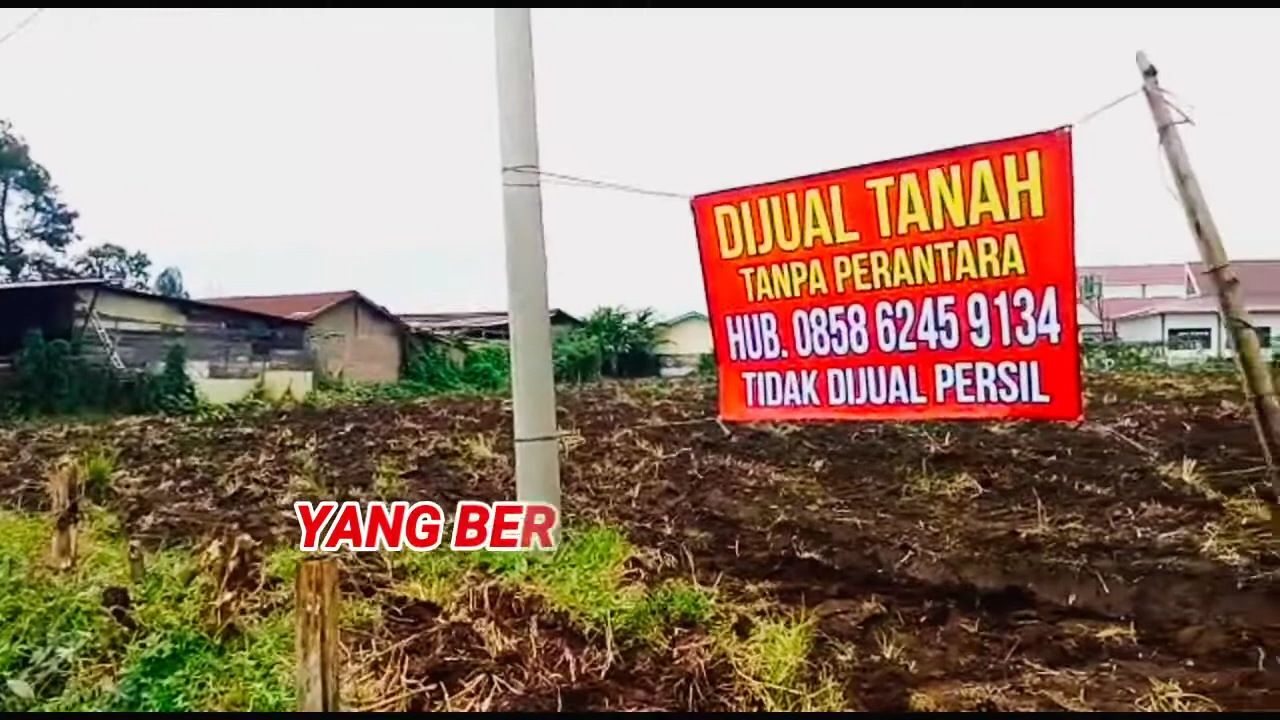 DIJUAL TANAH
TANPA PERANTARA
HUB. 0858 6245 9134
TIDAK DIJUAL PERSIL
YANG BER